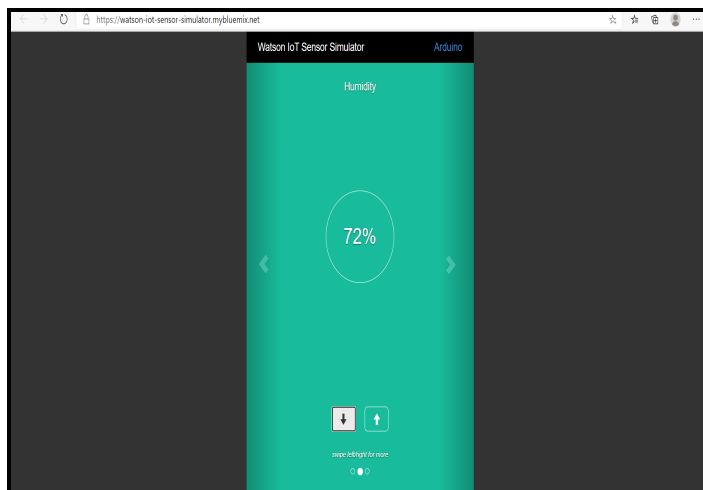 https://watson-iot-sensor-simulator.mybluemix.net
Watson IoT Sensor Simulator Arduino
Humidity
72%
swipe left/right for more